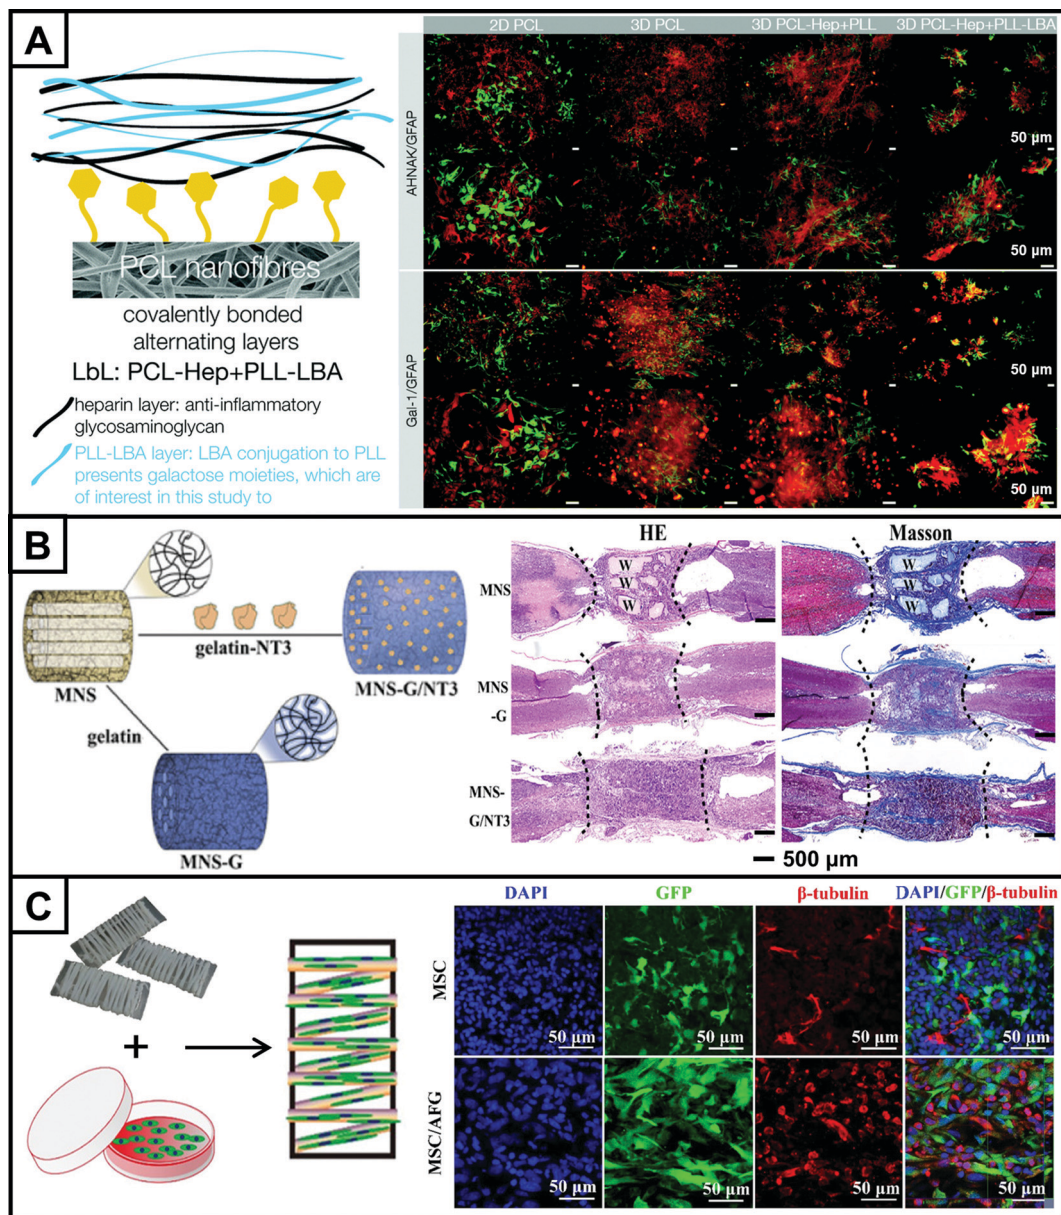 A
2D PCL
3D PCL
3D PCL-Hep+PLL
3D PCL-Hep+PLL-LBA
AHNAK/GFAP
50 µm
50 µm
Gal-1/GFAP
50 µm
50 µm
PCL nanofibres
covalently bonded
alternating layers
LbL: PCL-Hep+PLL-LBA
heparin layer: anti-inflammatory
glycosaminoglycan
PLL-LBA layer: LBA conjugation to PLL
presents galactose moieties, which are
of interest in this study to
B
MNS
gelatin-NT3
MNS-G/NT3
gelatin
MNS-G
HE
Masson
MNS
W
W
W
W
W
W
MNS
-G
MNS-
G/NT3
500 µm
C
DAPI
GFP
β-tubulin
DAPI/GFP/β-tubulin
MSC
50 µm
50 µm
50 µm
50 µm
MSC/AFG
50 µm
50 µm
50 µm
50 µm
+